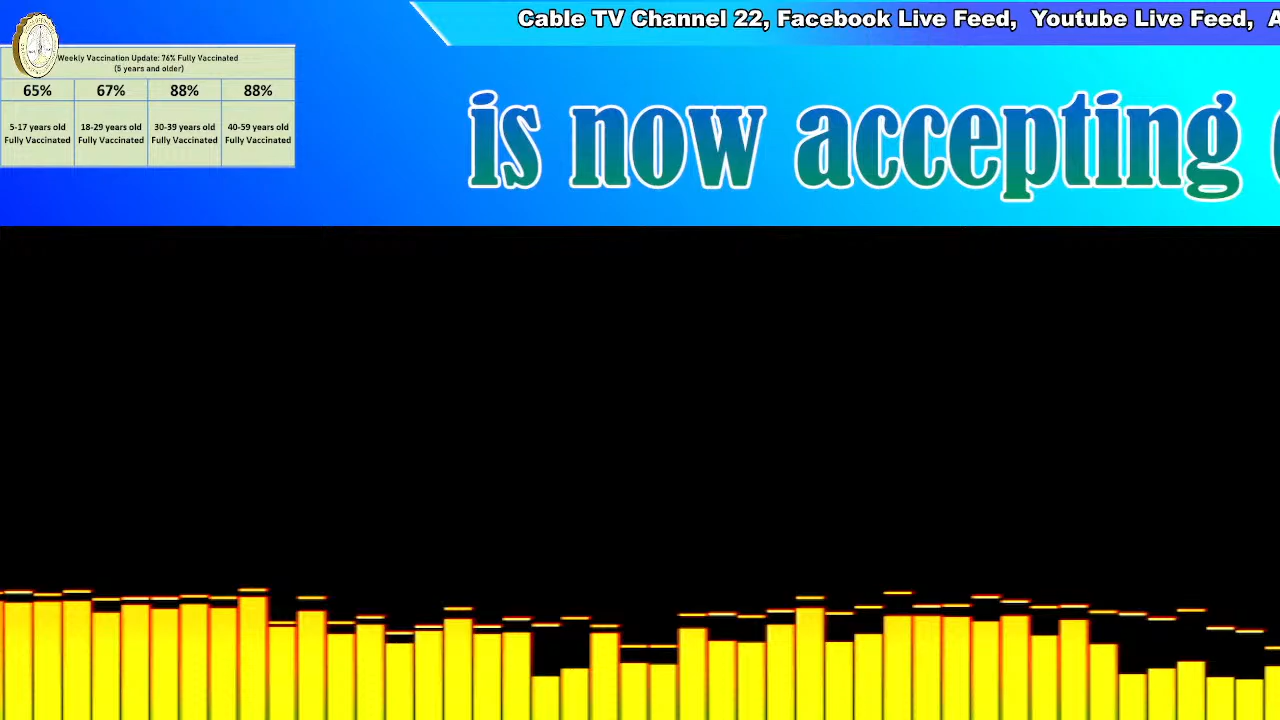 Cable TV Channel 22, Facebook Live Feed, Youtube Live Feed, A
Weekly Vaccination Update: 76% Fully Vaccinated
(5 years and older)
65% 67% 88% 88%
5-17 years old 18-29 years old 30-39 years old 40-59 years old
Fully Vaccinated Fully Vaccinated Fully Vaccinated Fully Vaccinated
is now accepting